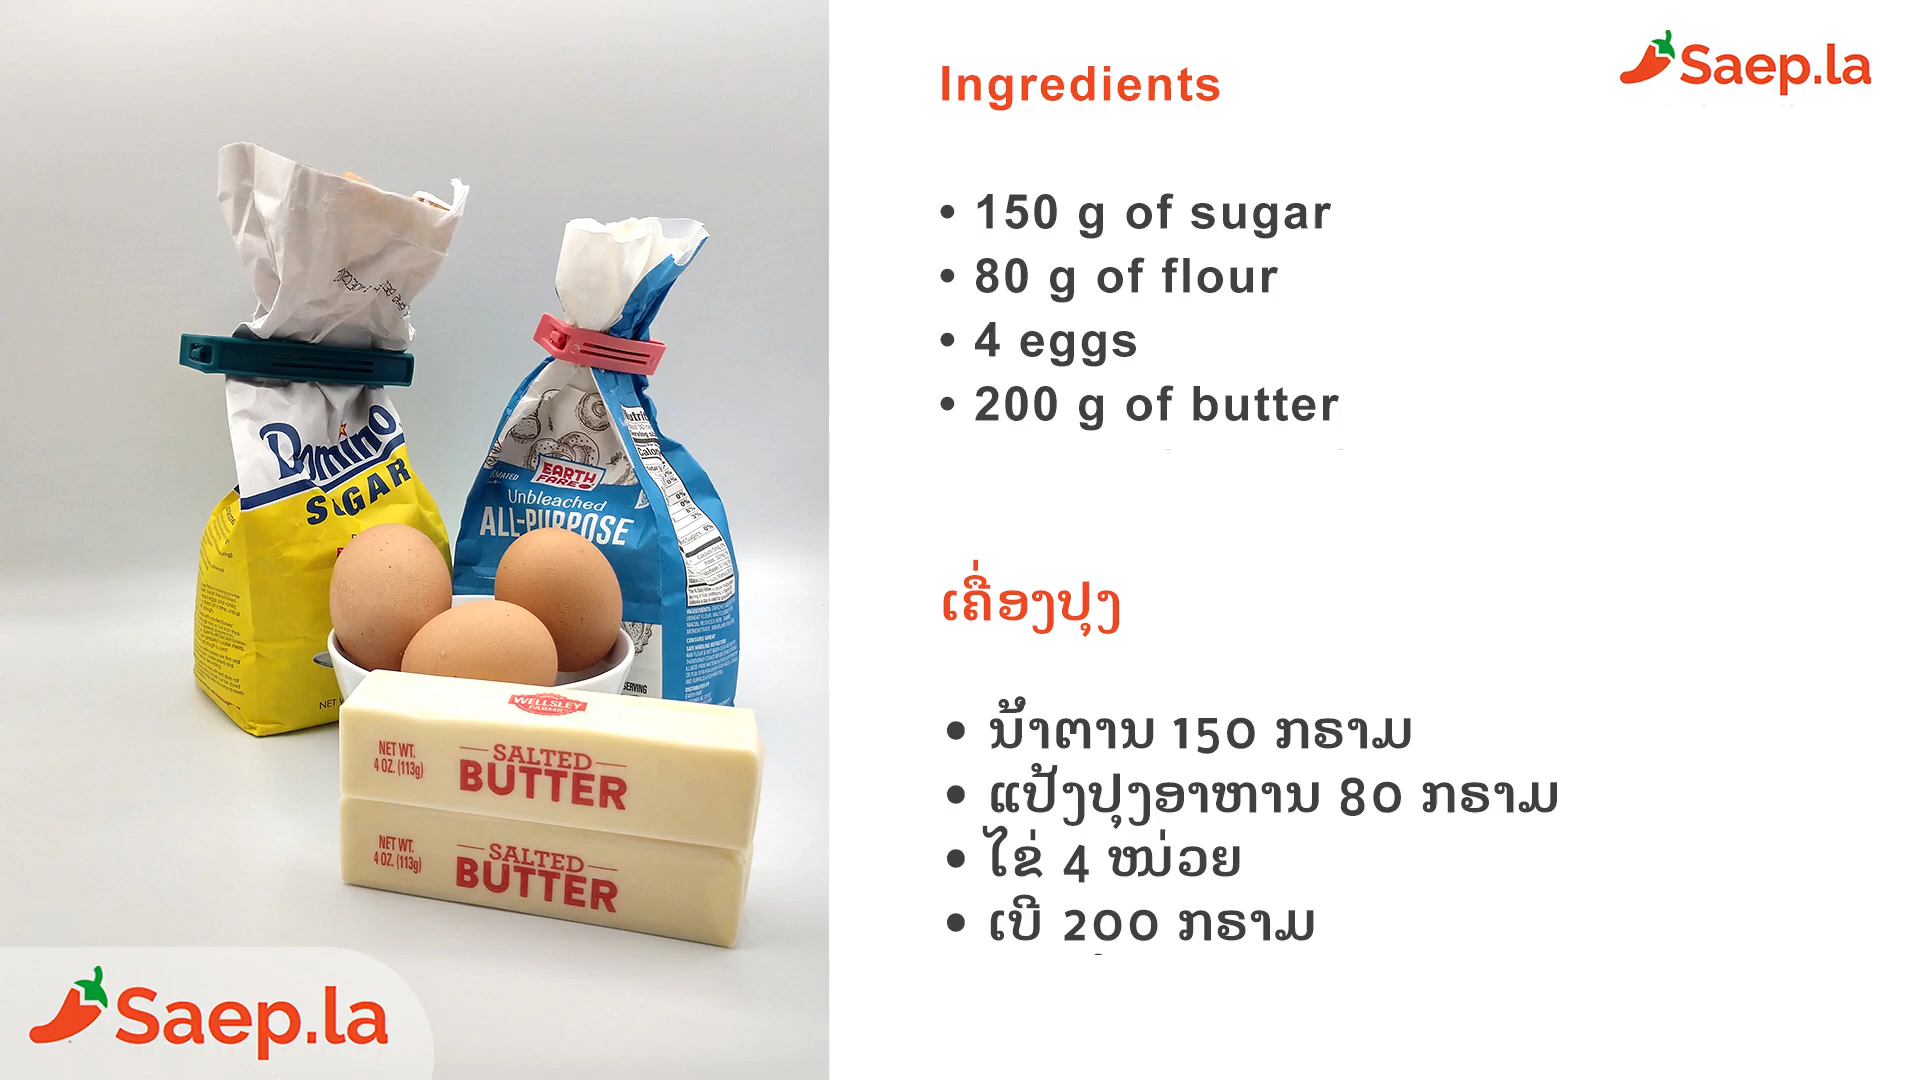 Saep.la
Ingredients
• 150 g of sugar
• 80 g of flour
• 4 eggs
• 200 g of butter
ເຄື່ອງປຸງ
• ນ້ຳຕານ 150 ກຣາມ
• ແປ້ງປຸງອາຫານ 80 ກຣາມ
• ໄຂ່ 4 ໜ່ວຍ
• ເບີ 200 ກຣາມ
Domino
SUGAR
EARTH
FARE
Unbleached
ALL-PURPOSE
WELLSLEY
FARMS
NET WT.
4 OZ. (113g)
SALTED
BUTTER
NET WT.
4 OZ. (113g)
SALTED
BUTTER
Saep.la